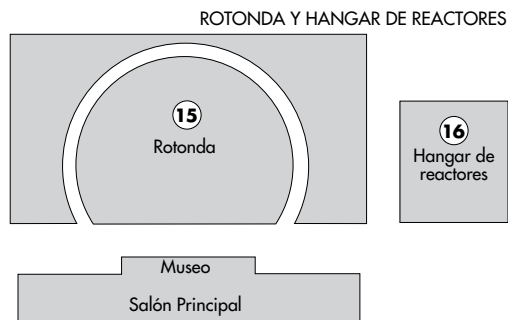 ROTONDA Y HANGAR DE REACTORES
15
Rotonda
16
Hangar de
reactores
Museo
Salón Principal